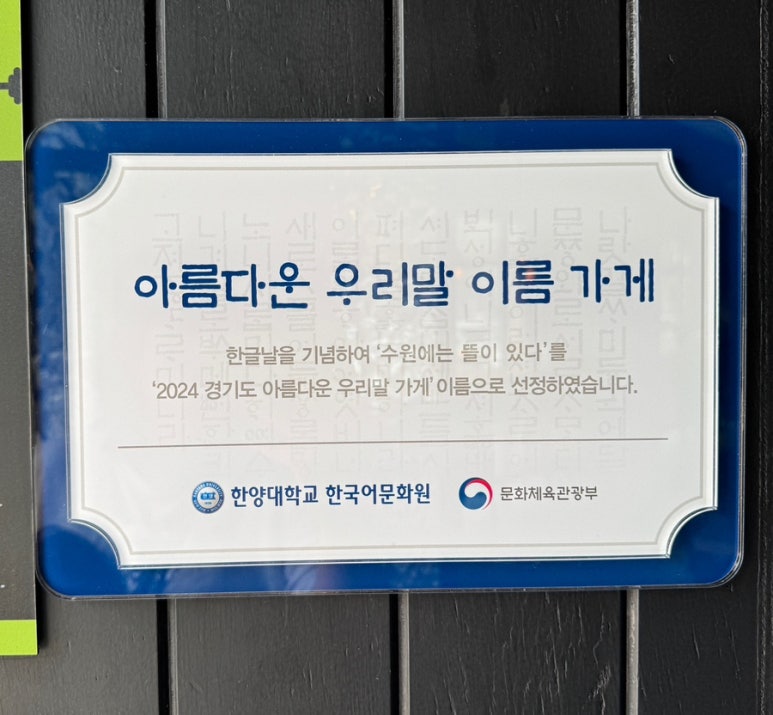 아름다운 우리말 이름 가게
한글날을 기념하여 '수원에는 뜰이 있다'를
'2024 경기도 아름다운 우리말 가게' 이름으로 선정하였습니다.
한양대학교 한국어문화원
문화체육관광부